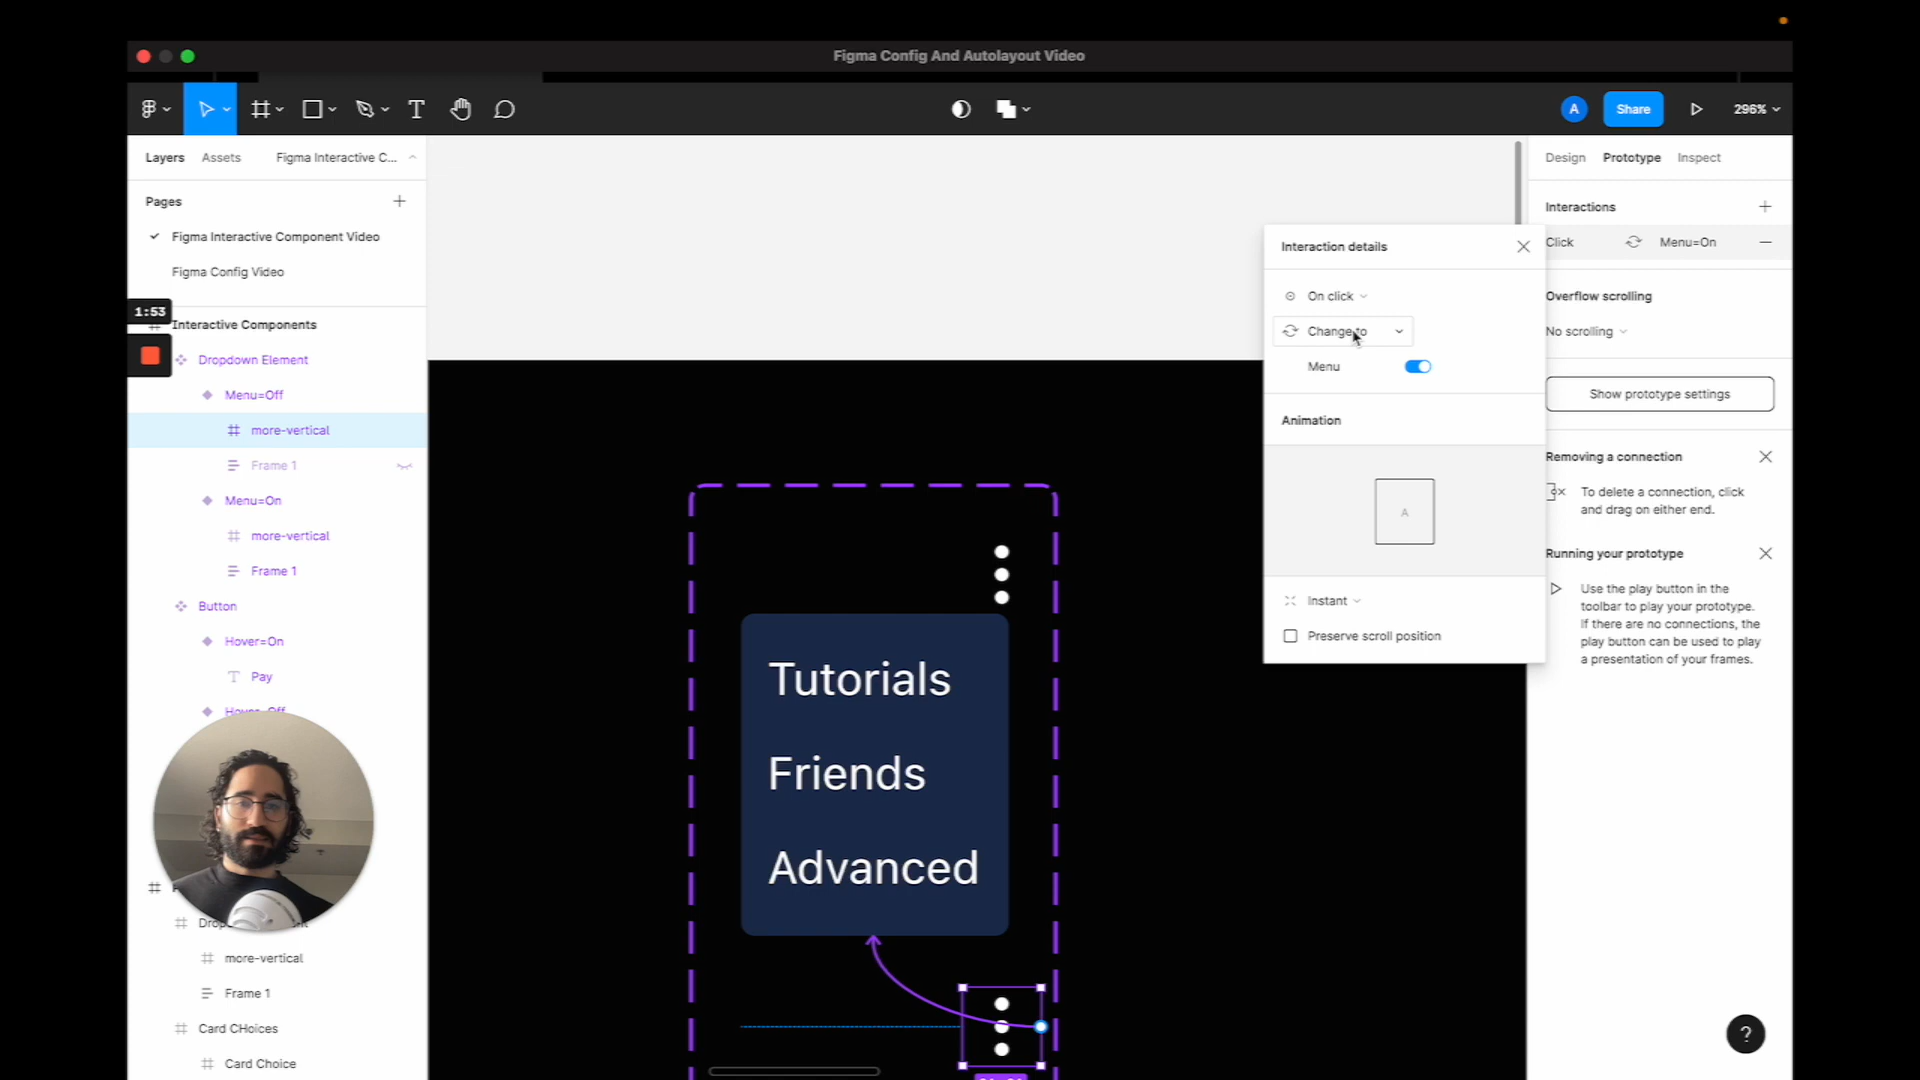 Figma Config And Autolayout Video
A
Share
296%
Layers
Assets
Figma Interactive C...
Design
Prototype
Inspect
Pages
Figma Interactive Component Video
Figma Config Video
1:53
Interactive Components
Dropdown Element
Menu=Off
more-vertical
Frame 1
Menu=On
more-vertical
Frame 1
Button
Hover=On
Pay
more-vertical
Frame 1
Card CHoices
Card Choice
Tutorials
Friends
Advanced
Interaction details
On click
Change to
Menu
Animation
A
Instant
Preserve scroll position
Interactions
Click
Menu=On
Overflow scrolling
No scrolling
Show prototype settings
Removing a connection
To delete a connection, click
and drag on either end.
Running your prototype
Use the play button in the
toolbar to play your prototype.
If there are no connections, the
play button can be used to play
a presentation of your frames.
?